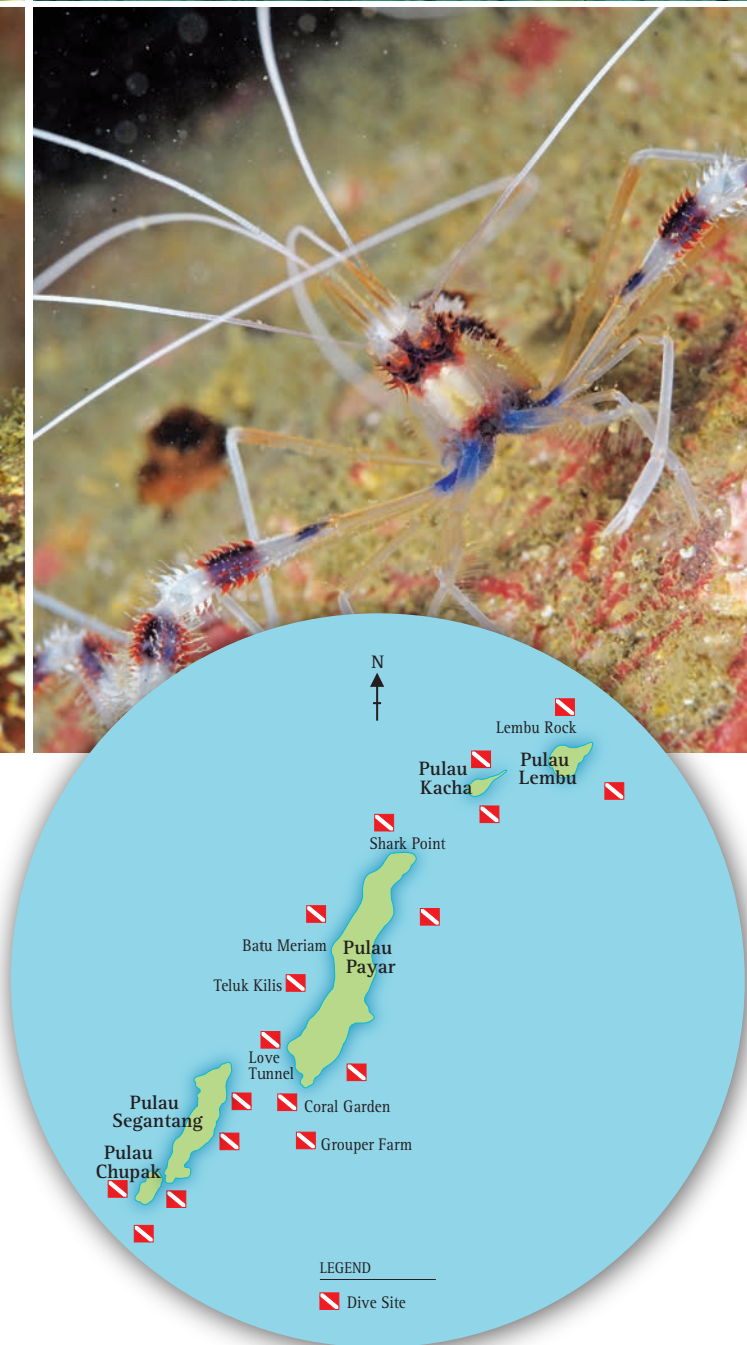 N
Lembu Rock
Pulau
Lembu
Pulau
Kacha
Shark Point
Batu Meriam
Pulau
Payar
Teluk Kilis
Love
Tunnel
Coral Garden
Pulau
Segantang
Grouper Farm
Pulau
Chupak
LEGEND
Dive Site